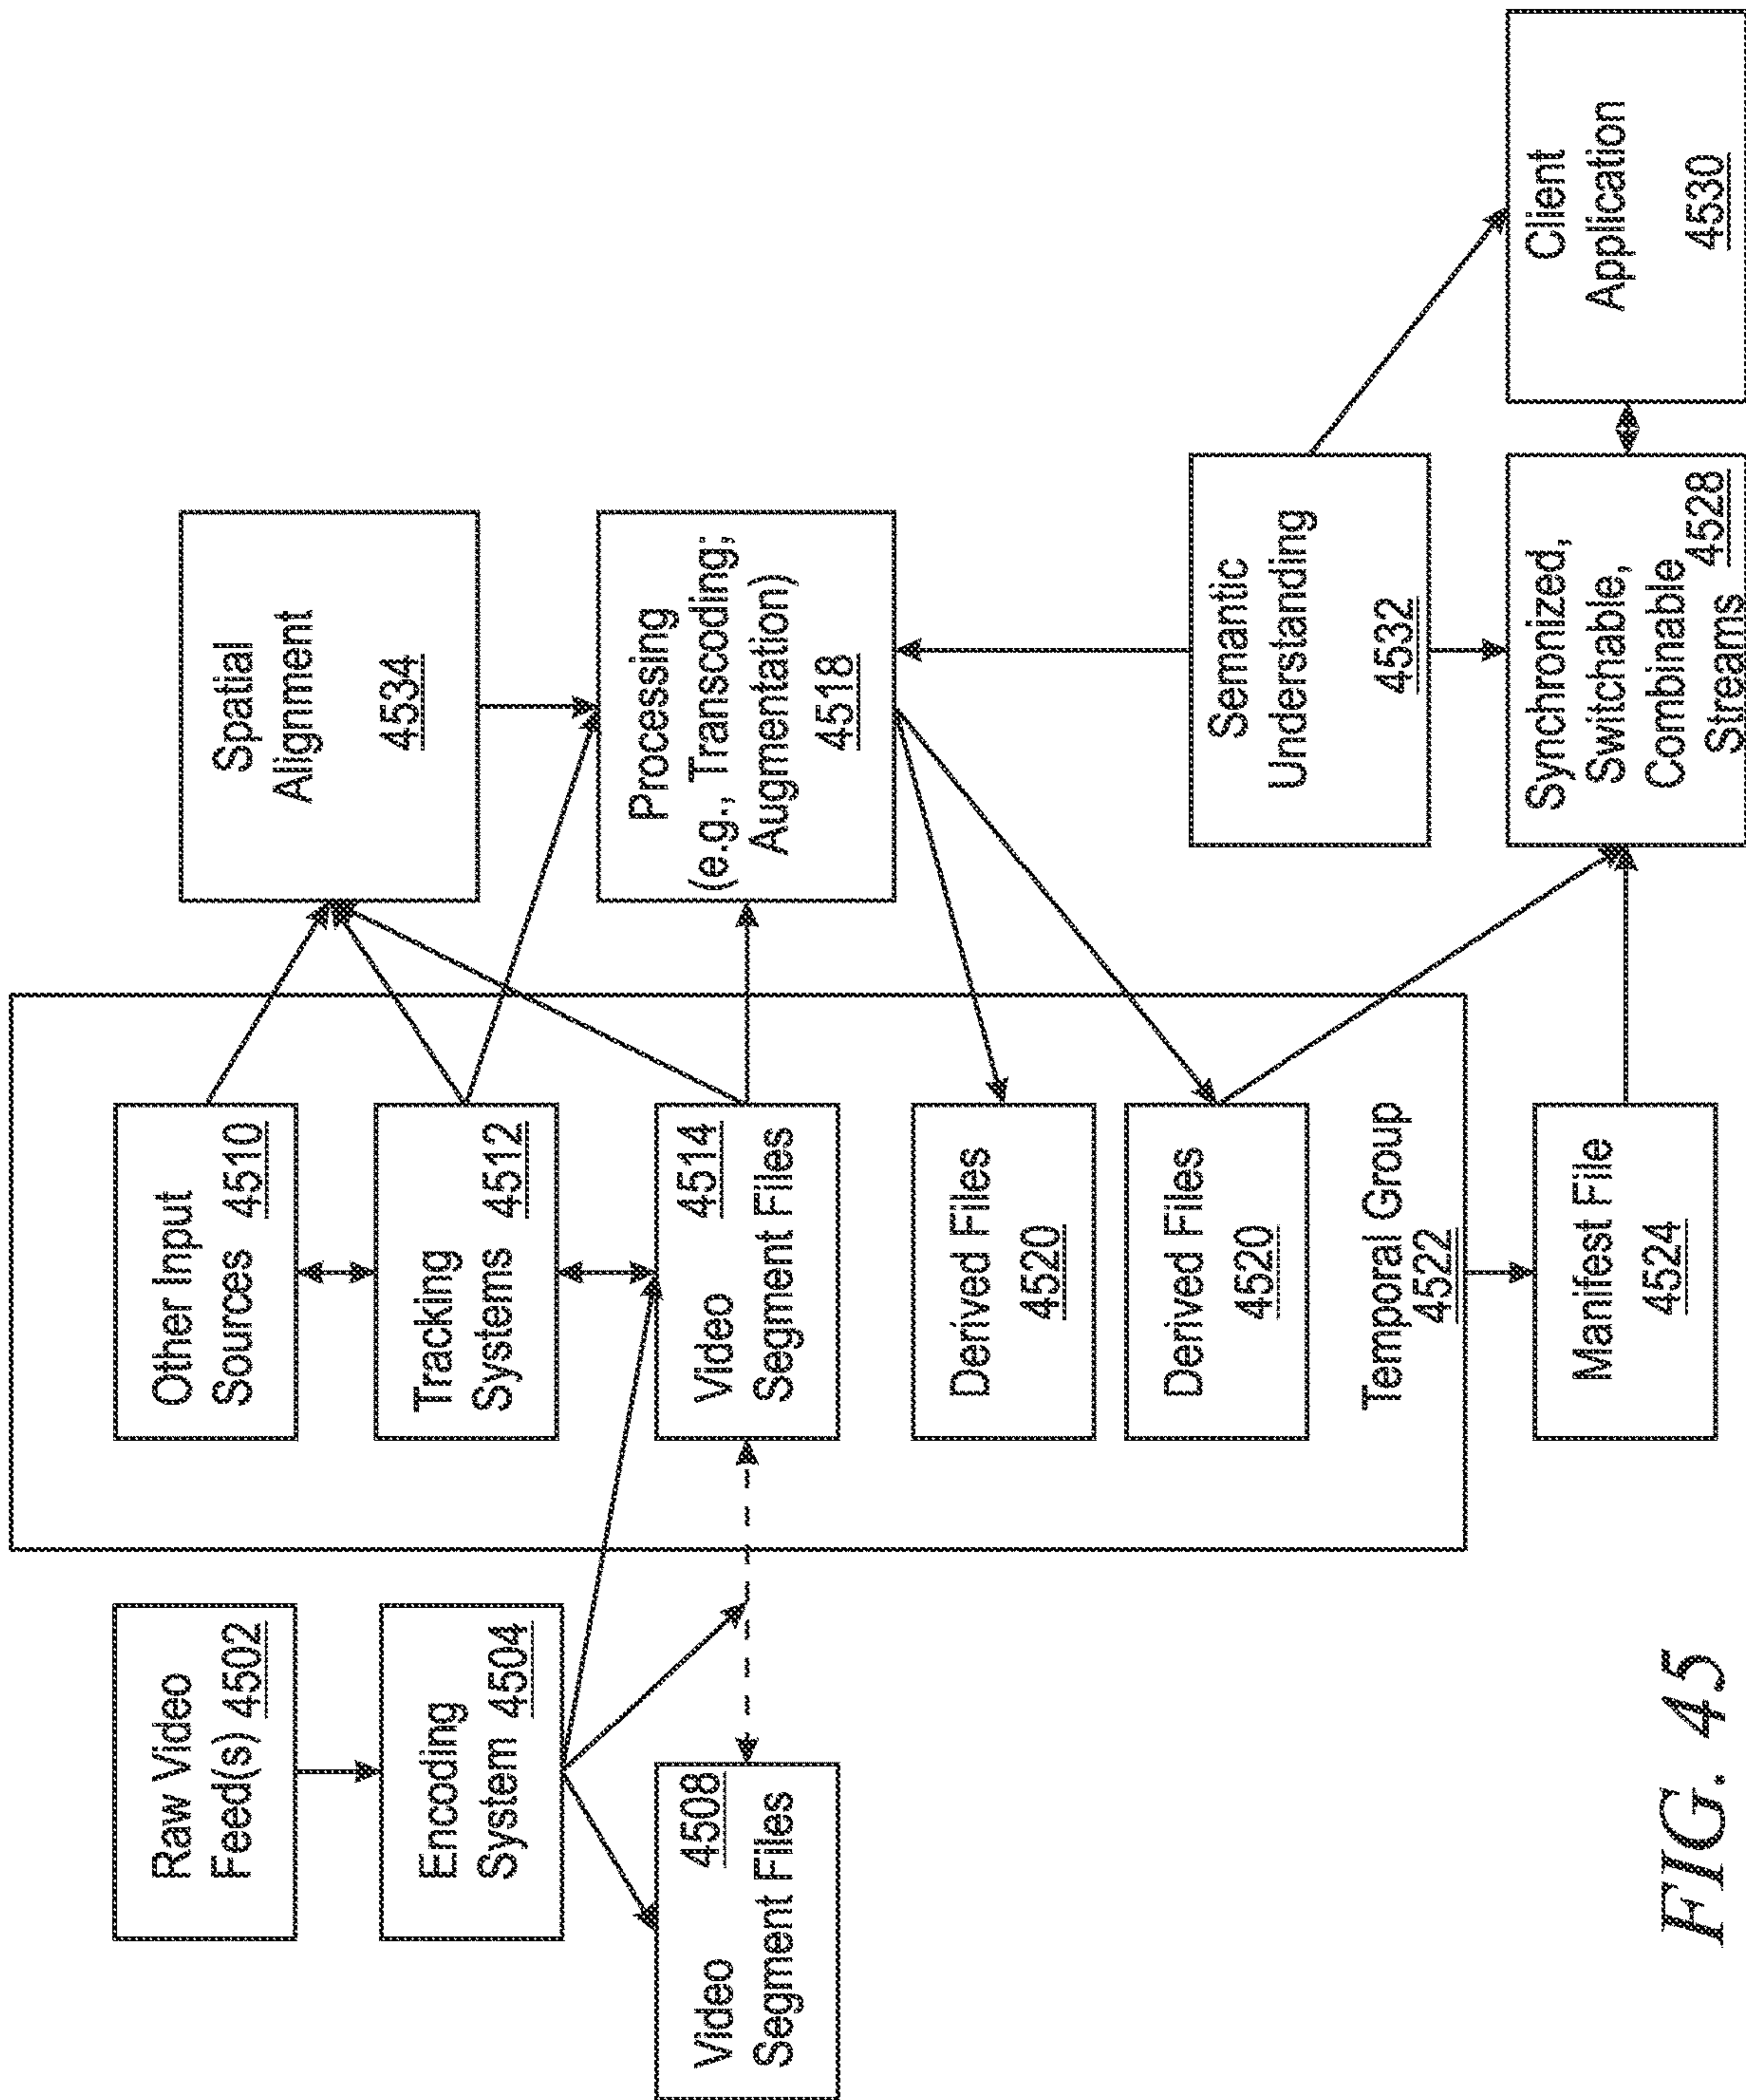 Raw Video
Feed(s) 4502
Encoding
System 4504
Video 4508
Segment Files
Other Input
Sources 4510
Tracking
Systems 4512
Video 4514
Segment Files
Derived Files
4520
Derived Files
4520
Temporal Group
4522
Manifest File
4524
Spatial
Alignment
4534
Processing
(e.g., Transcoding;
Augmentation)
4518
Semantic
Understanding
4532
Synchronized,
Switchable,
Combinable 4528
Streams
Client
Application
4530
FIG. 45